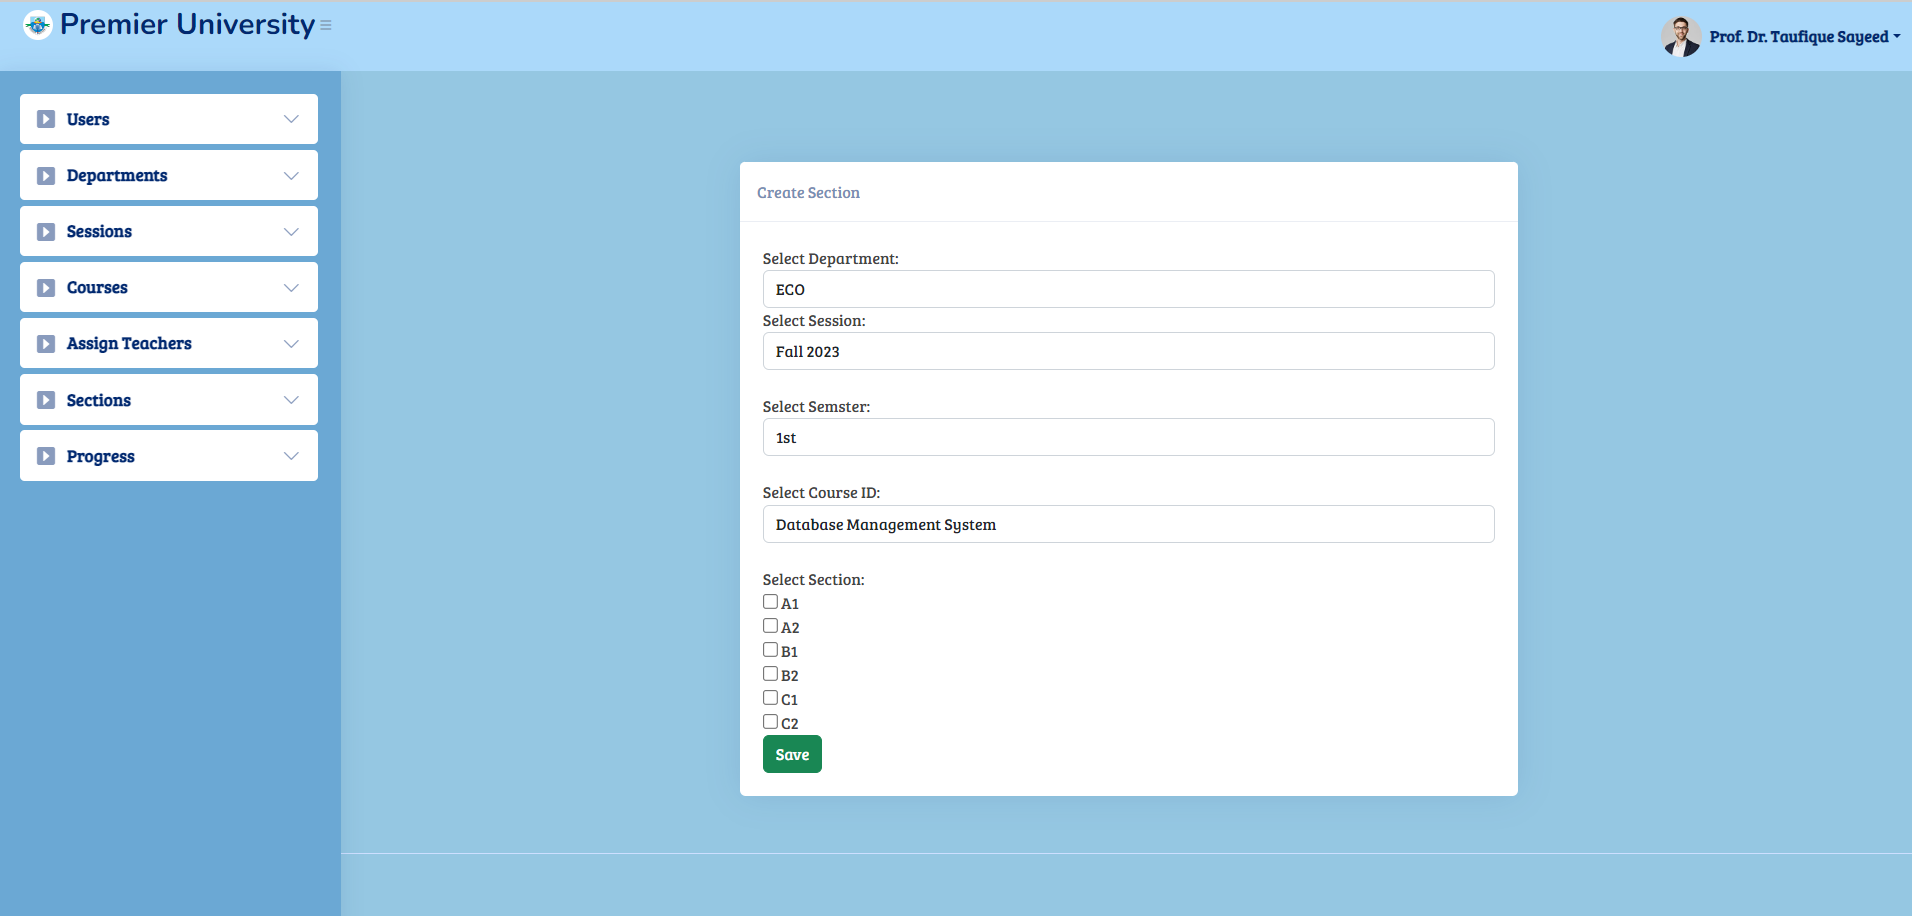 Premier University
Prof. Dr. Taufique Sayeed
Users
Departments
Sessions
Courses
Assign Teachers
Sections
Progress
Create Section
Select Department:
ECO
Select Session:
Fall 2023
Select Semster:
1st
Select Course ID:
Database Management System
Select Section:
A1
A2
B1
B2
C1
C2
Save